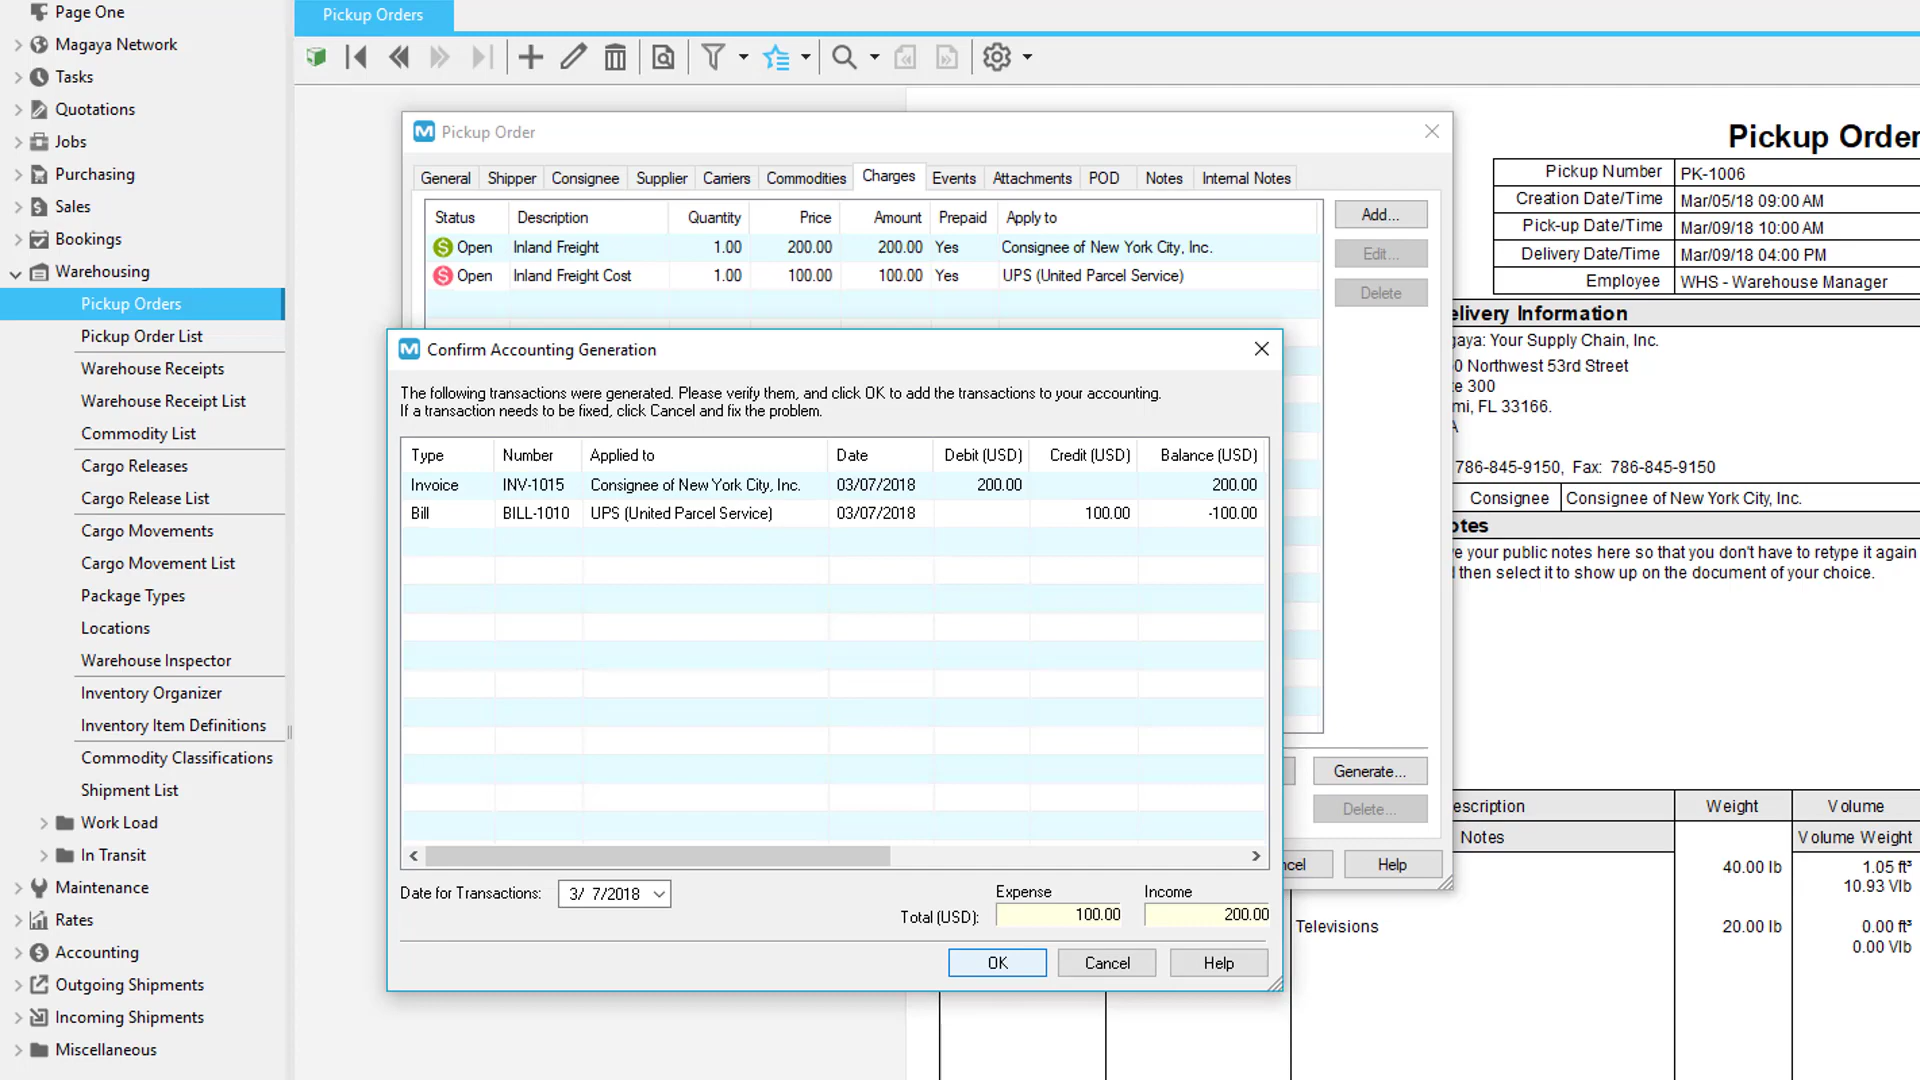 Page One
Magaya Network
Tasks
Quotations
Jobs
Purchasing
Sales
Bookings
Warehousing
Pickup Orders
Pickup Order List
Warehouse Receipts
Warehouse Receipt List
Commodity List
Cargo Releases
Cargo Release List
Cargo Movements
Cargo Movement List
Package Types
Locations
Warehouse Inspector
Inventory Organizer
Inventory Item Definitions
Commodity Classifications
Shipment List
Work Load
In Transit
Maintenance
Rates
Accounting
Outgoing Shipments
Incoming Shipments
Miscellaneous
Pickup Orders
Pickup Order
General Shipper Consignee Supplier Carriers Commodities Charges Events Attachments POD Notes Internal Notes
Status Description Quantity Price Amount Prepaid Apply to
Open Inland Freight 1.00 200.00 200.00 Yes Consignee of New York City, Inc.
Open Inland Freight Cost 1.00 100.00 100.00 Yes UPS (United Parcel Service)
Add...
Edit...
Delete
Generate...
Delete...
ncel Help
Confirm Accounting Generation
The following transactions were generated. Please verify them, and click OK to add the transactions to your accounting.
If a transaction needs to be fixed, click Cancel and fix the problem.
Type Number Applied to Date Debit (USD) Credit (USD) Balance (USD)
Invoice INV-1015 Consignee of New York City, Inc. 03/07/2018 200.00 200.00
Bill BILL-1010 UPS (United Parcel Service) 03/07/2018 100.00 -100.00
Date for Transactions: 3/ 7/2018
Expense Income
Total (USD): 100.00 200.00
OK Cancel Help
Pickup Order
Pickup Number PK-1006
Creation Date/Time Mar/05/18 09:00 AM
Pick-up Date/Time Mar/09/18 10:00 AM
Delivery Date/Time Mar/09/18 04:00 PM
Employee WHS - Warehouse Manager
elivery Information
gaya: Your Supply Chain, Inc.
0 Northwest 53rd Street
te 300
mi, FL 33166.
A
786-845-9150, Fax: 786-845-9150
Consignee Consignee of New York City, Inc.
otes
e your public notes here so that you don't have to retype it again
then select it to show up on the document of your choice.
escription Weight Volume
Notes Volume Weight
40.00 lb 1.05 ft³
10.93 Vlb
Televisions 20.00 lb 0.00 ft³
0.00 Vlb